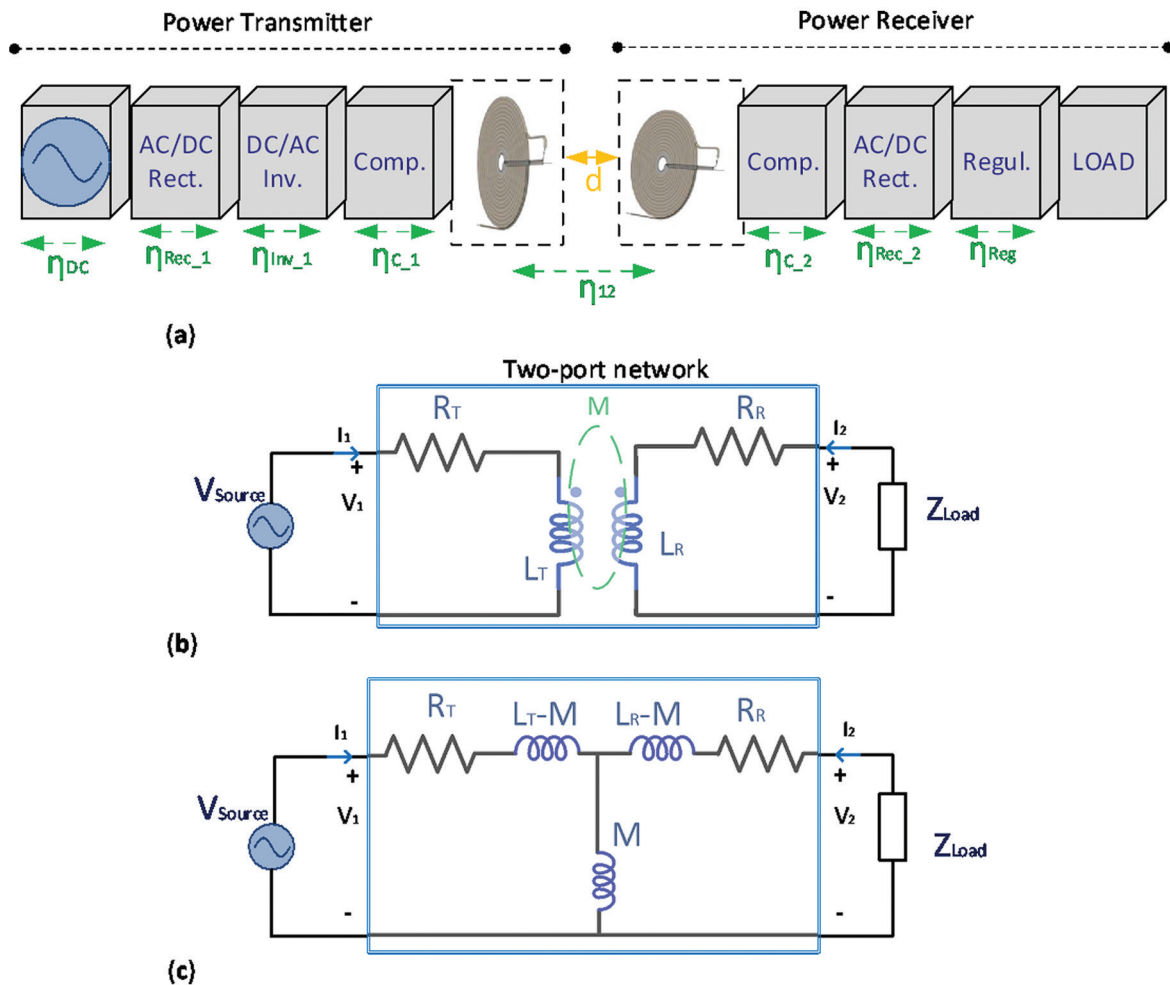 Power Transmitter
Power Receiver
AC/DC Rect.
DC/AC Inv.
Comp.
d
Comp.
AC/DC Rect.
Regul.
LOAD
ηDC
ηRec_1
ηInv_1
ηC_1
η12
ηC_2
ηRec_2
ηReg
(a)
Two-port network
RT
M
RR
I1
I2
+
+
VSource
V1
V2
ZLoad
LT
LR
-
-
(b)
RT
LT-M
LR-M
RR
I1
I2
+
+
VSource
V1
V2
M
ZLoad
-
-
(c)